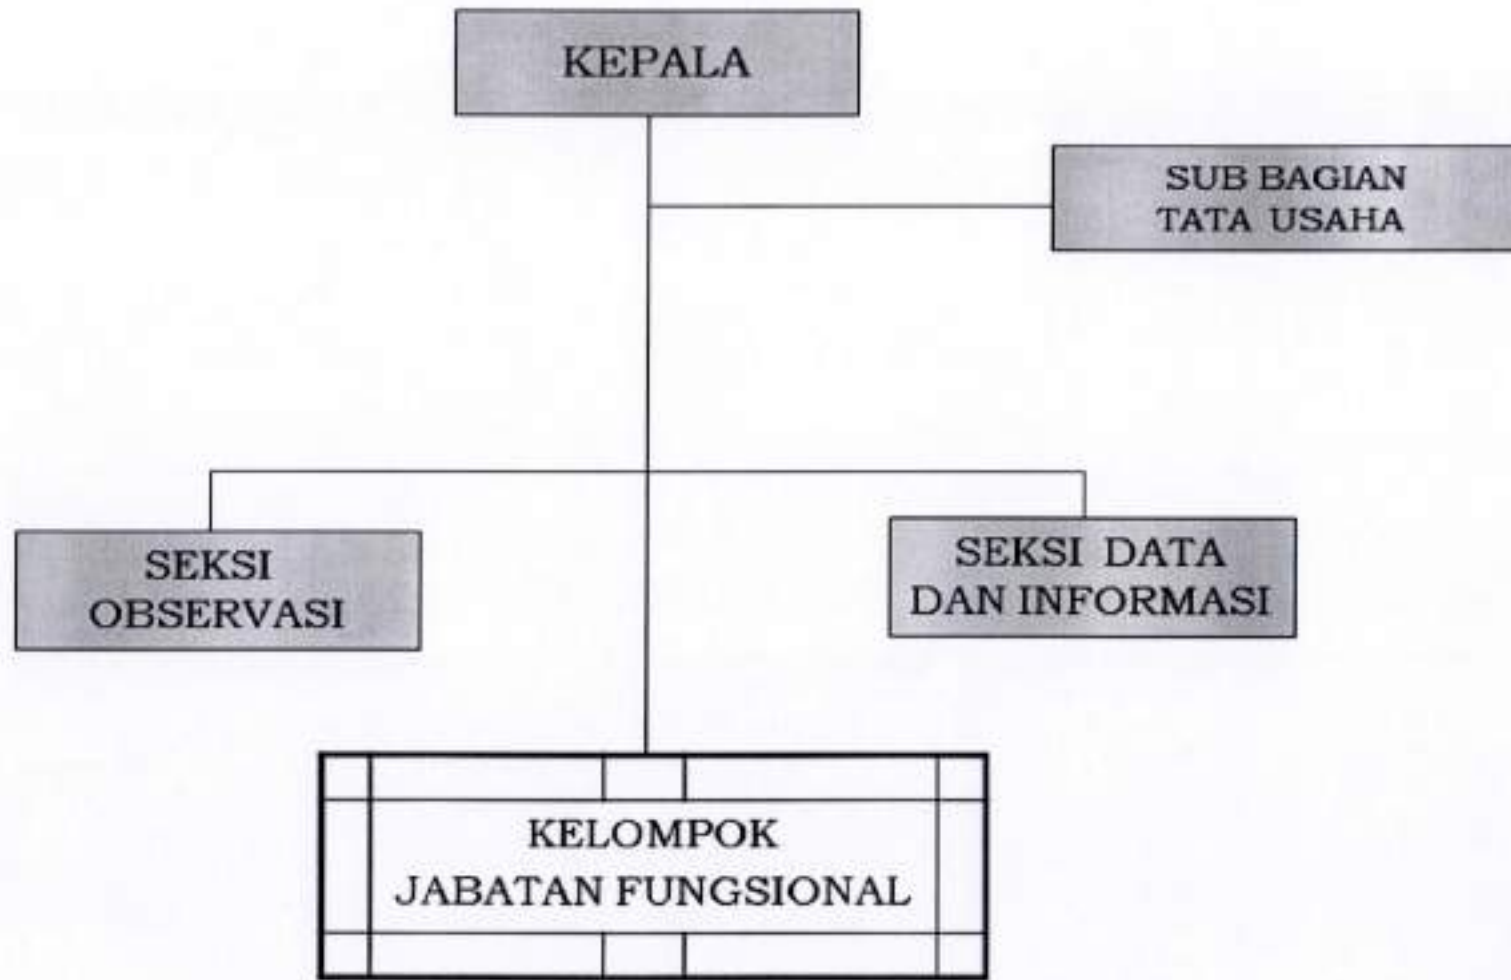 KEPALA
SUB BAGIAN
TATA USAHA
SEKSI
OBSERVASI
SEKSI DATA
DAN INFORMASI
KELOMPOK
JABATAN FUNGSIONAL